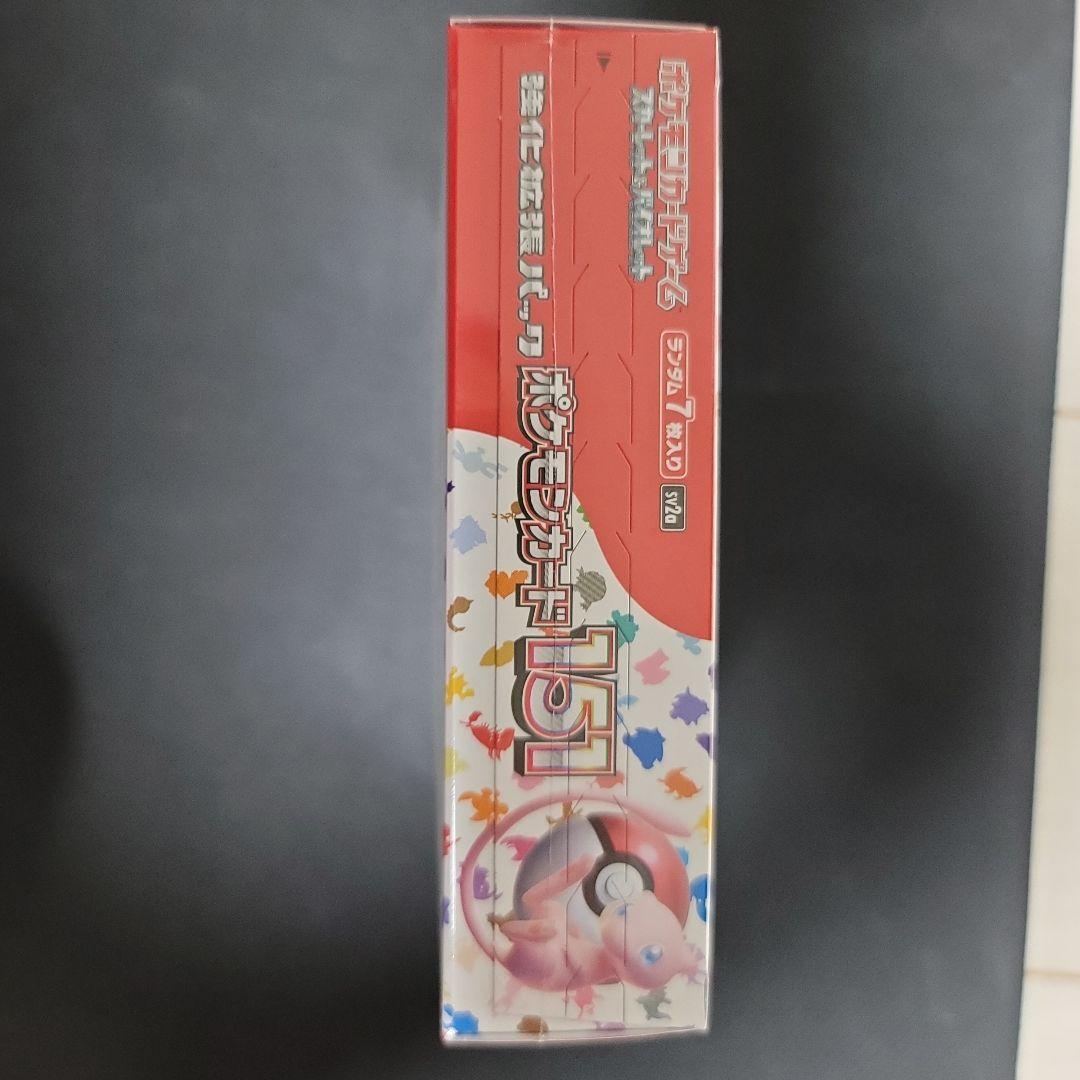 ポケモンカードゲーム
スカーレット&バイオレット
ランダム7枚入り
sv2a
強化拡張パック
ポケモンカード151